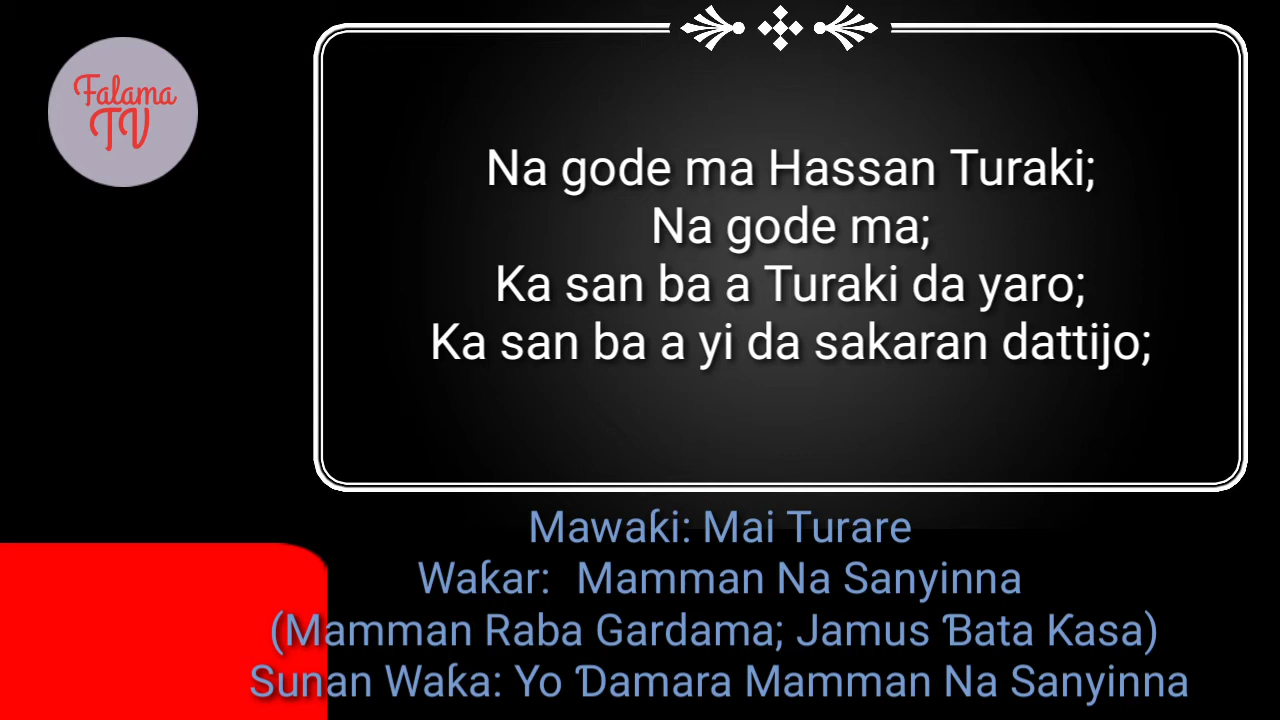 Falama
TV
Na gode ma Hassan Turaki;
Na gode ma;
Ka san ba a Turaki da yaro;
Ka san ba a yi da sakaran dattijo;
Mawaƙi: Mai Turare
Waƙar: Mamman Na Sanyinna
(Mamman Raba Gardama; Jamus Ɓata Ƙasa)
Sunan Waƙa: Yo Ɗamara Mamman Na Sanyinna